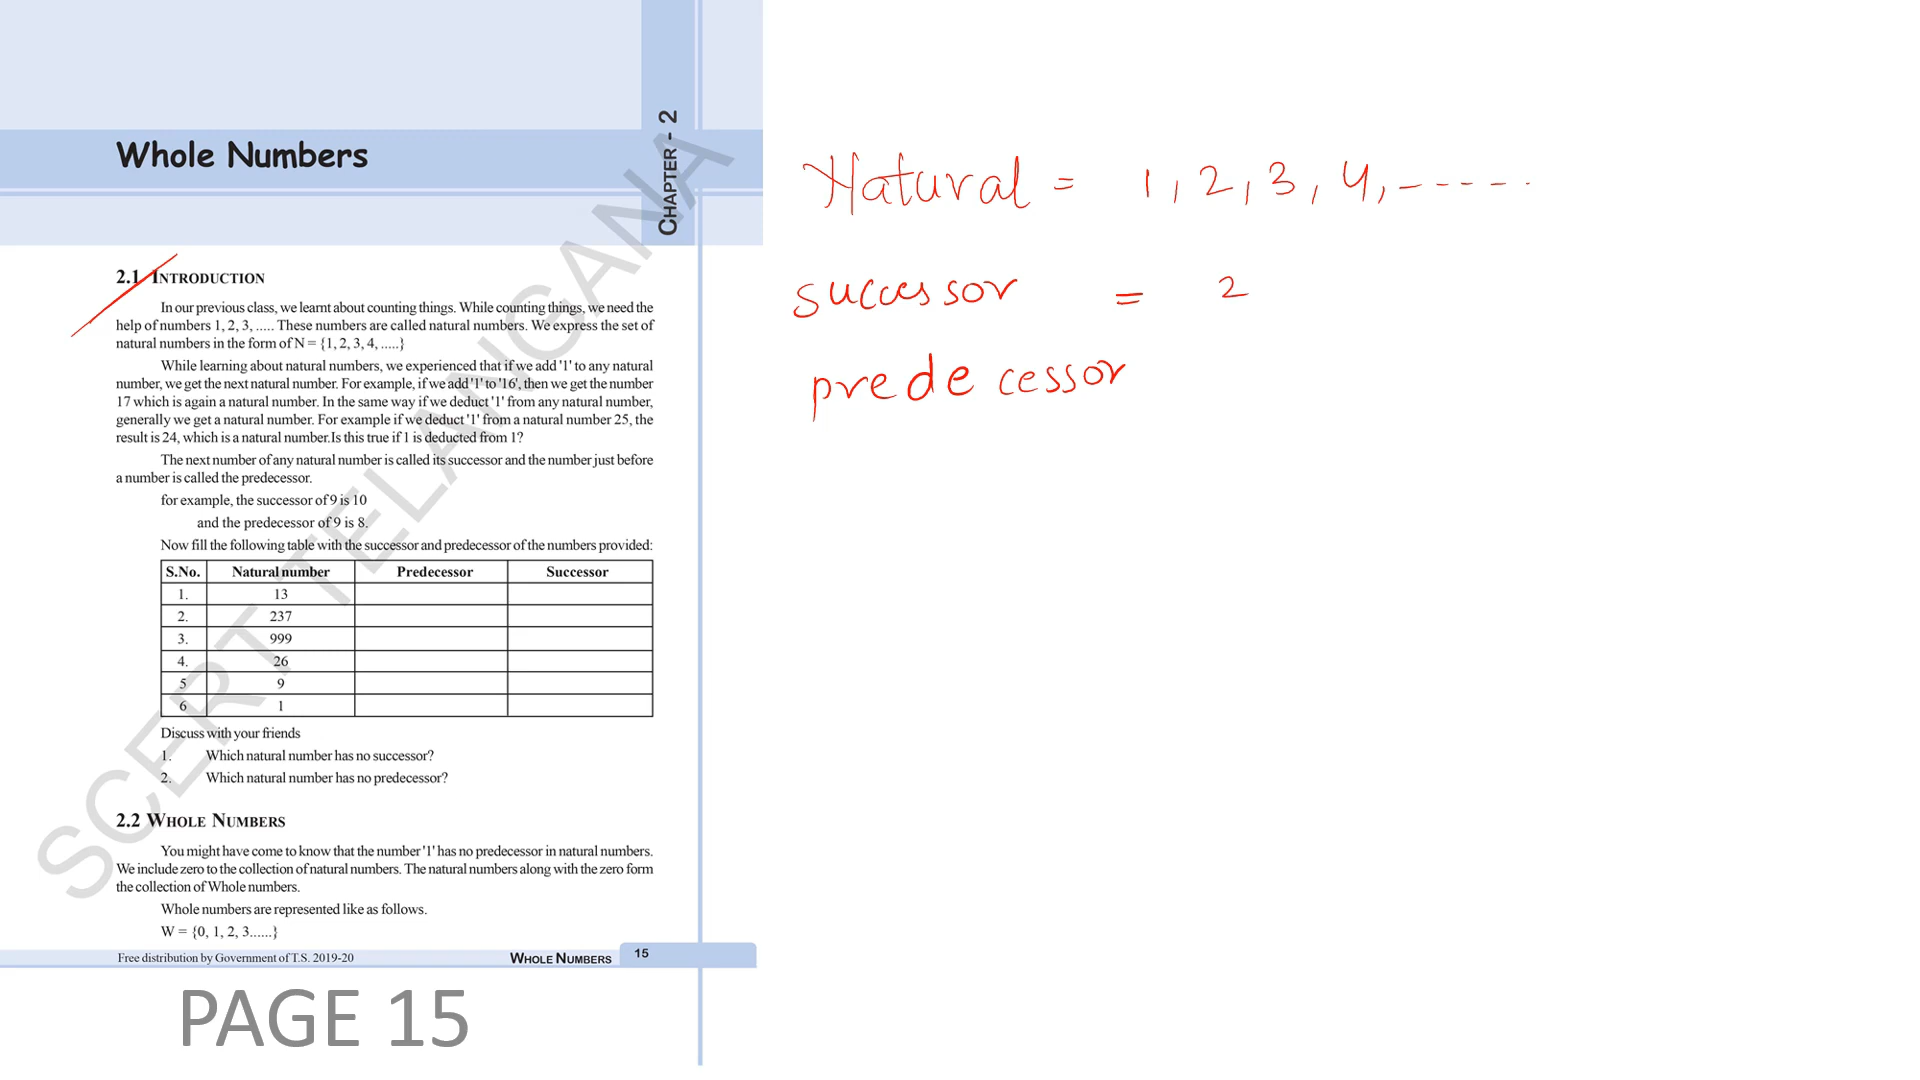 Whole Numbers
CHAPTER - 2
2.1 INTRODUCTION
In our previous class, we learnt about counting things. While counting things, we need the
help of numbers 1, 2, 3, ..... These numbers are called natural numbers. We express the set of
natural numbers in the form of N = {1, 2, 3, 4, .....}
While learning about natural numbers, we experienced that if we add '1' to any natural
number, we get the next natural number. For example, if we add '1' to '16', then we get the number
17 which is again a natural number. In the same way if we deduct '1' from any natural number,
generally we get a natural number. For example if we deduct '1' from a natural number 25, the
result is 24, which is a natural number.Is this true if 1 is deducted from 1?
The next number of any natural number is called its successor and the number just before
a number is called the predecessor.
for example, the successor of 9 is 10
and the predecessor of 9 is 8.
Now fill the following table with the successor and predecessor of the numbers provided:
S.No. Natural number Predecessor Successor
1. 13
2. 237
3. 999
4. 26
5 9
6 1
Discuss with your friends
1. Which natural number has no successor?
2. Which natural number has no predecessor?
2.2 WHOLE NUMBERS
You might have come to know that the number '1' has no predecessor in natural numbers.
We include zero to the collection of natural numbers. The natural numbers along with the zero form
the collection of Whole numbers.
Whole numbers are represented like as follows.
W = {0, 1, 2, 3......}
Free distribution by Government of T.S. 2019-20 WHOLE NUMBERS 15
SCERT TELANGANA
PAGE 15
Natural = 1, 2, 3, 4, ------
successor = 2
predecessor